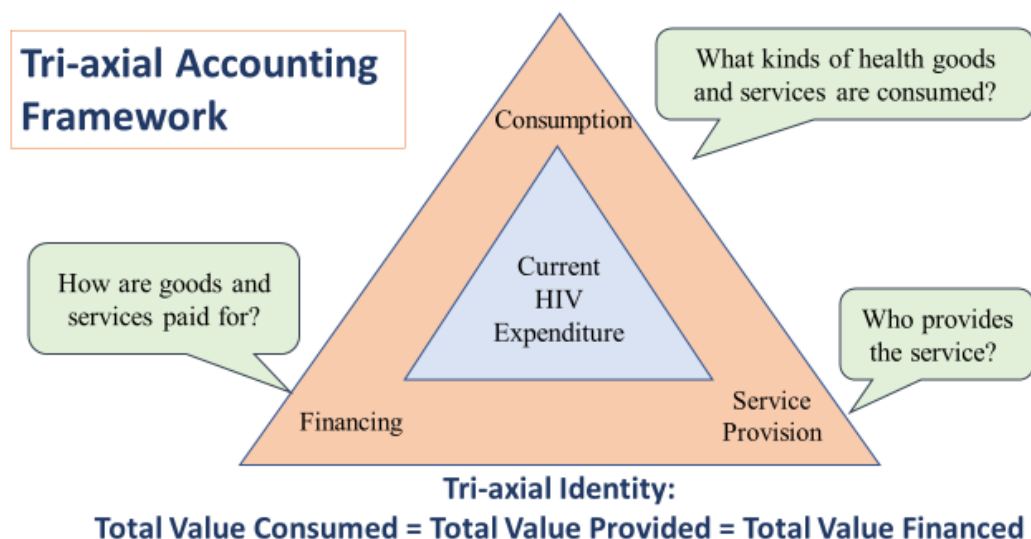 Tri-axial Accounting
Framework
What kinds of health goods
and services are consumed?
Consumption
How are goods and
services paid for?
Current
HIV
Expenditure
Who provides
the service?
Financing
Service
Provision
Tri-axial Identity:
Total Value Consumed = Total Value Provided = Total Value Financed